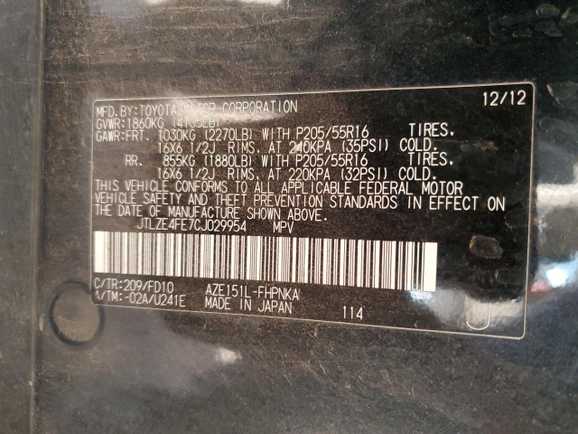 MFD.BY:TOYOTA MOTOR CORPORATION 12/12
GVWR:1860KG (4105LB)
GAWR:FRT. 1030KG (2270LB) WITH P205/55R16 TIRES,
16X6 1/2J RIMS, AT 240KPA (35PSI) COLD.
RR. 855KG (1880LB) WITH P205/55R16 TIRES,
16X6 1/2J RIMS, AT 220KPA (32PSI) COLD.
THIS VEHICLE CONFORMS TO ALL APPLICABLE FEDERAL MOTOR
VEHICLE SAFETY AND THEFT PREVENTION STANDARDS IN EFFECT ON
THE DATE OF MANUFACTURE SHOWN ABOVE.
JTLZE4FE7CJ029954 MPV
C/TR:209/FD10 AZE151L-FHPNKA
A/TM:-02A/U241E MADE IN JAPAN 114